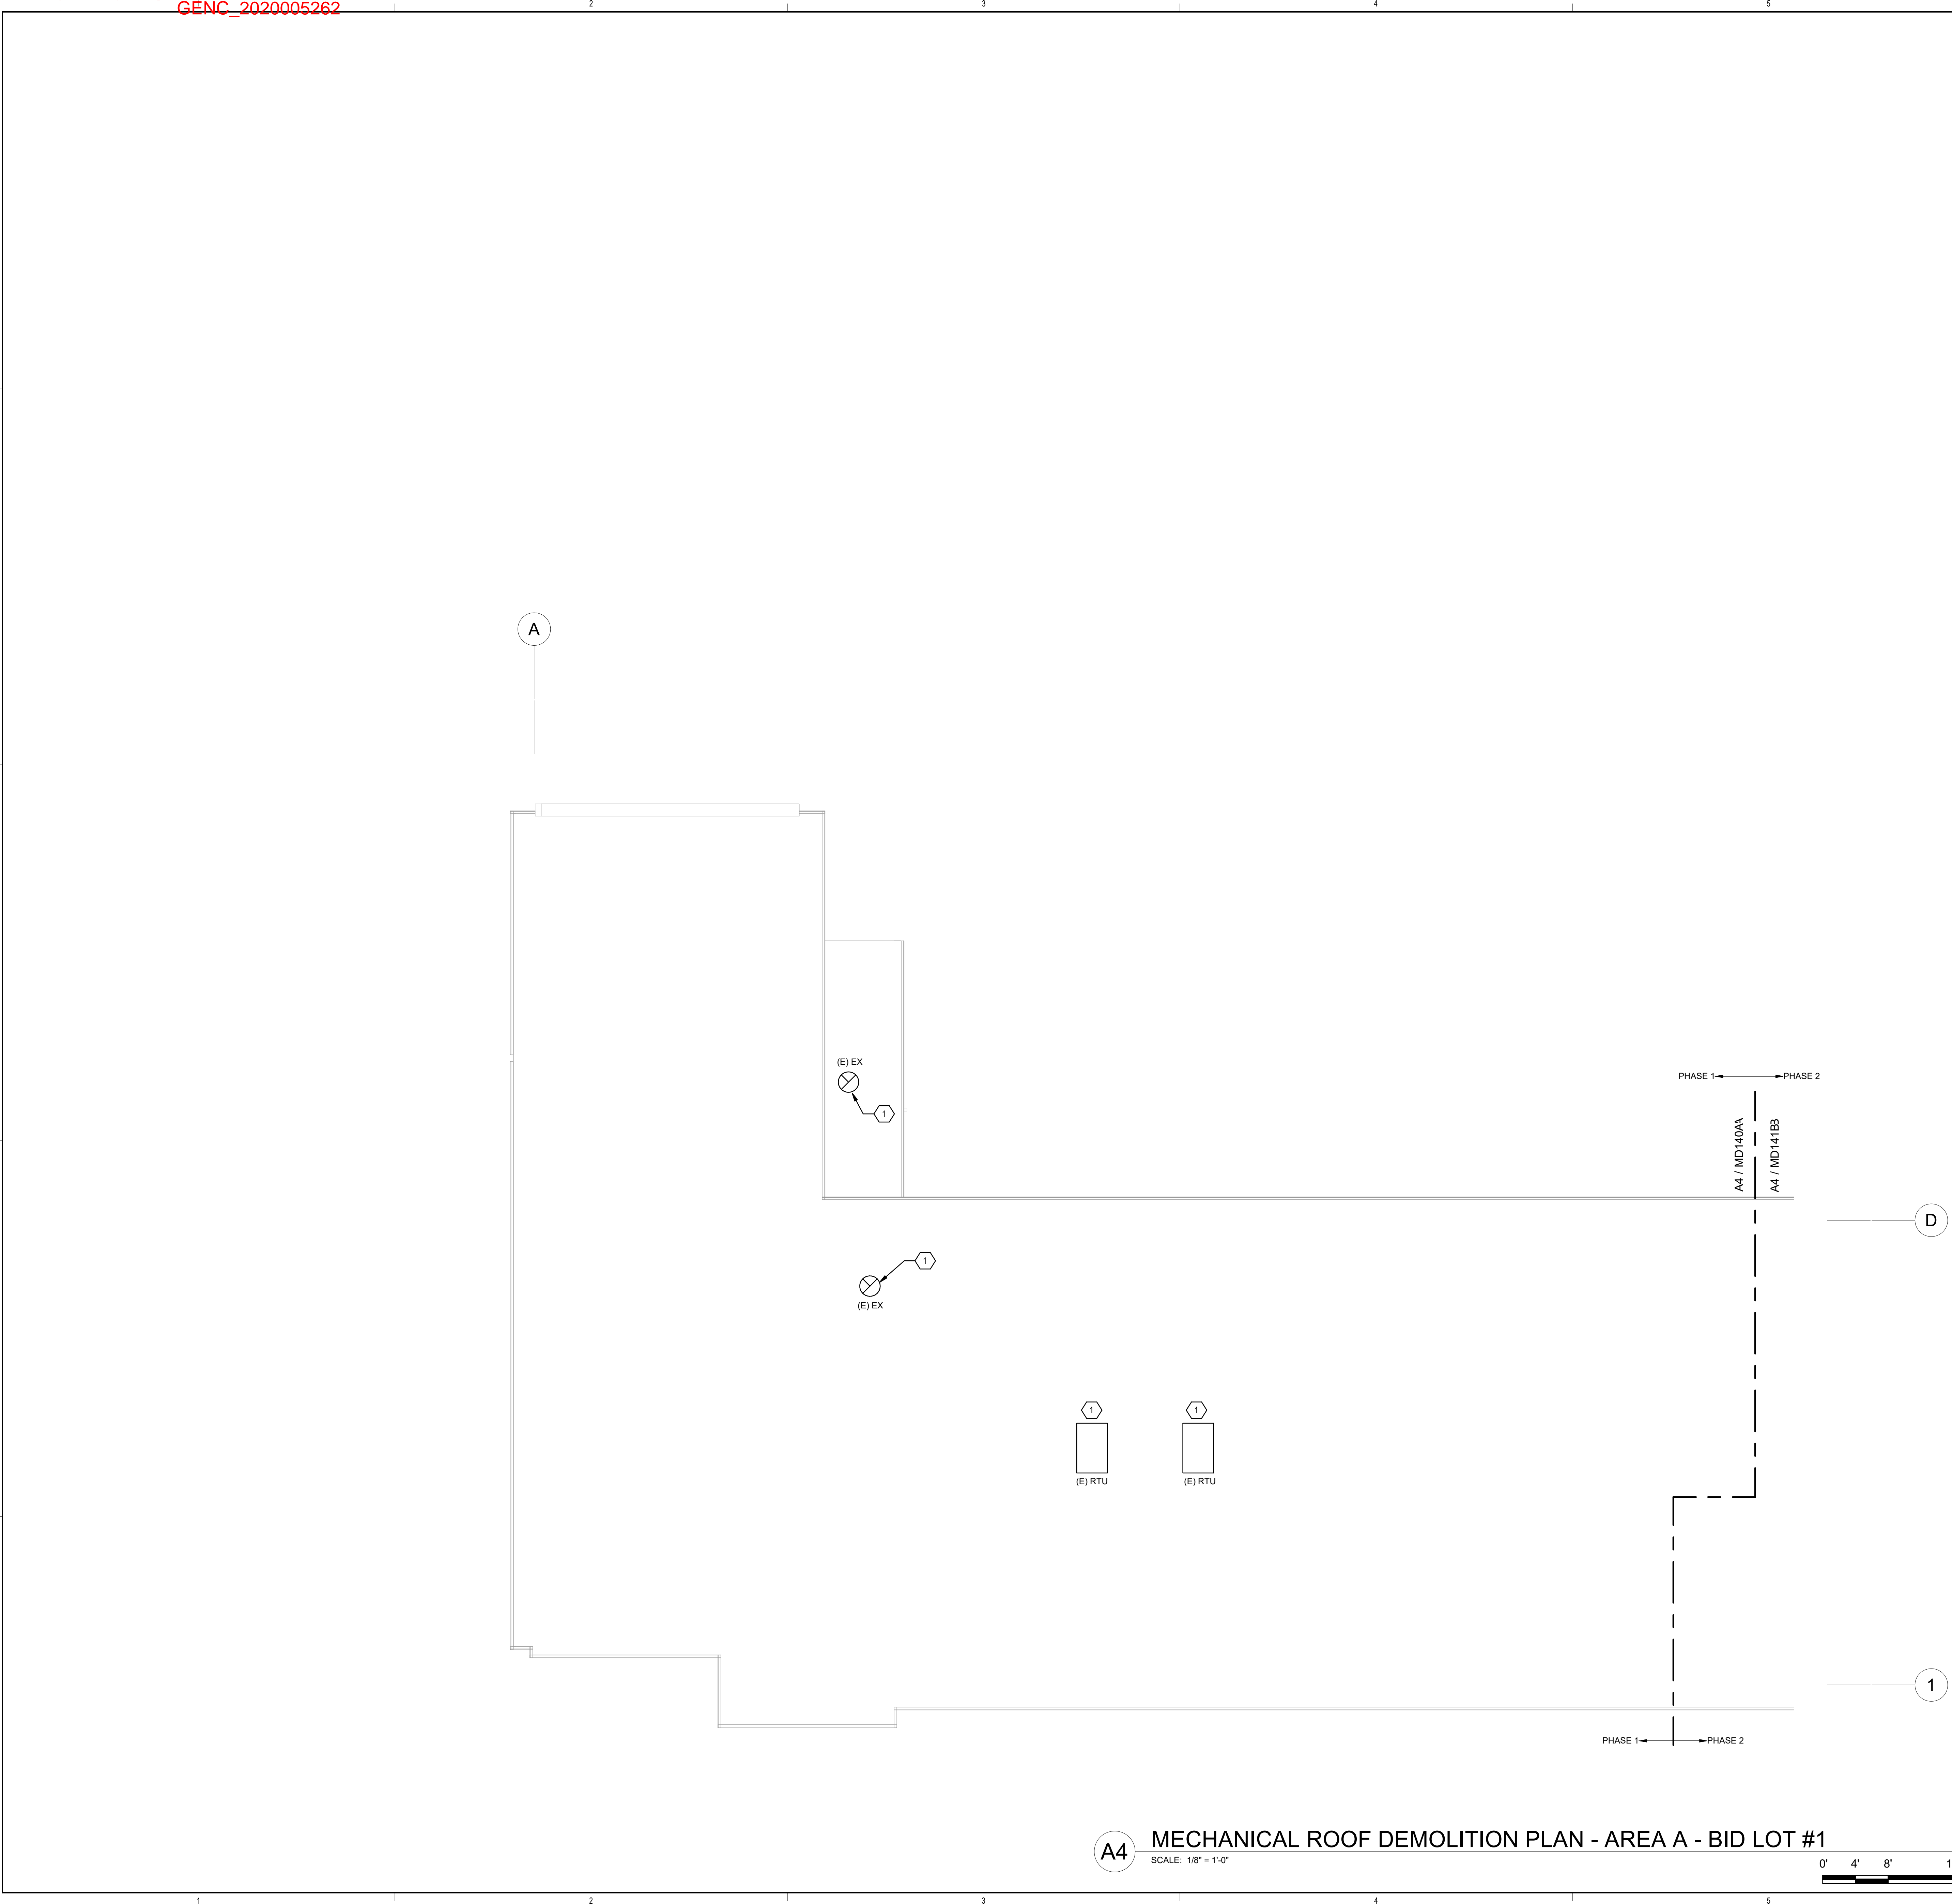 GENC_2020005262
2
3
4
5
A
(E) EX
1
PHASE 1
PHASE 2
A4 / MD140AA
A4 / MD141BB
D
1
(E) EX
1
1
(E) RTU
(E) RTU
1
PHASE 1
PHASE 2
A4
MECHANICAL ROOF DEMOLITION PLAN - AREA A - BID LOT #1
SCALE: 1/8" = 1'-0"
0'
4'
8'
1
2
3
4
5